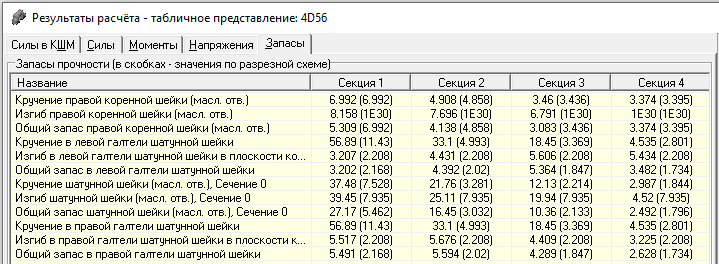 Результаты расчёта - табличное представление: 4D56
Силы в КШМ Силы Моменты Напряжения Запасы
Запасы прочности (в скобках - значения по разрезной схеме)
Название Секция 1 Секция 2 Секция 3 Секция 4
Кручение правой коренной шейки (масл. отв.) 6.992 (6.992) 4.908 (4.858) 3.46 (3.436) 3.374 (3.395)
Изгиб правой коренной шейки (масл. отв.) 8.158 (1E30) 7.696 (1E30) 6.791 (1E30) 1E30 (1E30)
Общий запас правой коренной шейки (масл. отв.) 5.309 (6.992) 4.138 (4.858) 3.083 (3.436) 3.374 (3.395)
Кручение в левой галтели шатунной шейки 56.89 (11.43) 33.1 (4.993) 18.45 (3.369) 4.535 (2.801)
Изгиб в левой галтели шатунной шейки в плоскости ко... 3.207 (2.208) 4.431 (2.208) 5.606 (2.208) 5.434 (2.208)
Общий запас в левой галтели шатунной шейки 3.202 (2.168) 4.392 (2.02) 5.364 (1.847) 3.482 (1.734)
Кручение шатунной шейки (масл. отв.), Сечение 0 37.48 (7.528) 21.76 (3.281) 12.13 (2.214) 2.987 (1.844)
Изгиб шатунной шейки (масл. отв.), Сечение 0 39.45 (7.935) 25.11 (7.935) 19.94 (7.935) 4.52 (7.935)
Общий запас шатунной шейки (масл. отв.), Сечение 0 27.17 (5.462) 16.45 (3.032) 10.36 (2.133) 2.492 (1.796)
Кручение в правой галтели шатунной шейки 56.89 (11.43) 33.1 (4.993) 18.45 (3.368) 4.535 (2.801)
Изгиб в правой галтели шатунной шейки в плоскости к... 5.517 (2.208) 5.676 (2.208) 4.409 (2.208) 3.225 (2.208)
Общий запас в правой галтели шатунной шейки 5.491 (2.168) 5.594 (2.02) 4.289 (1.847) 2.628 (1.734)